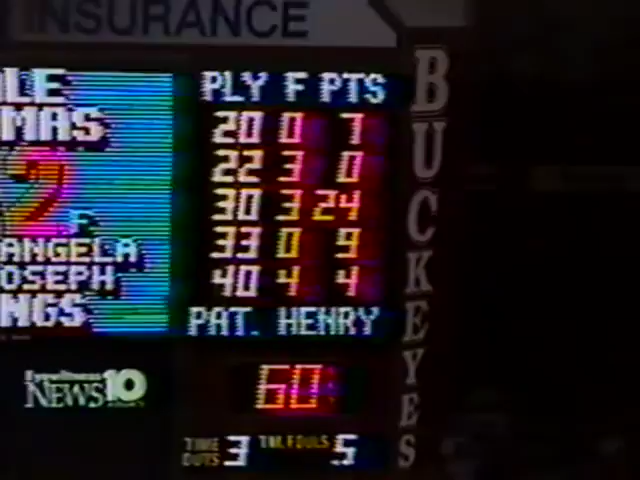 INSURANCE
BUCKEYES
PLY F PTS
20 0 7
22 3 0
30 3 24
33 0 9
40 4 4
PAT. HENRY
60
TIME OUTS 3 TM. FOULS 5
LE
MAS
2
ANGELA
OSEPH
NGS
Eyewitness
NEWS 10